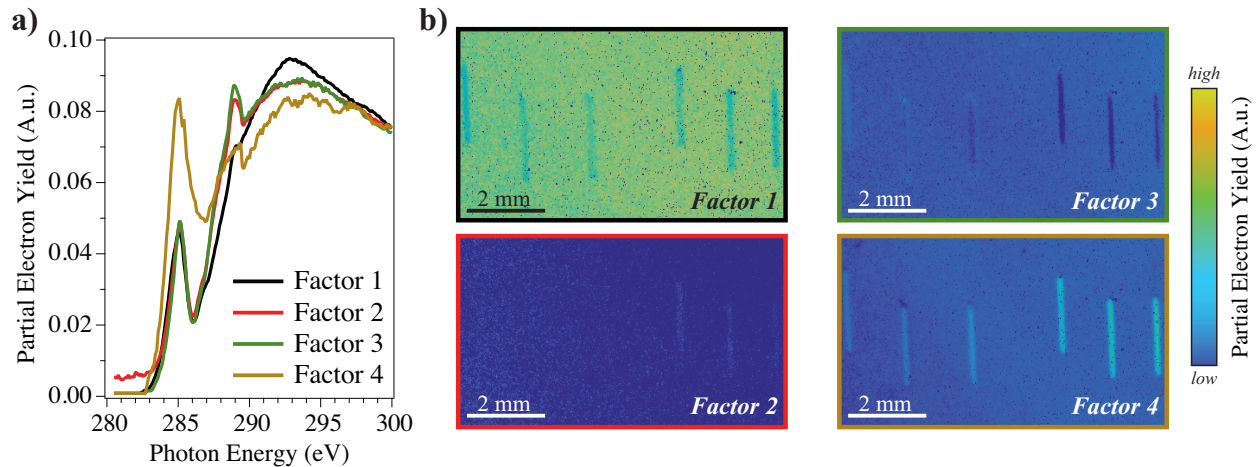 a)
Partial Electron Yield (A.u.)
0.10
0.08
0.06
0.04
0.02
0.00
280
285
290
295
300
Photon Energy (eV)
Factor 1
Factor 2
Factor 3
Factor 4
b)
2 mm
Factor 1
2 mm
Factor 3
2 mm
Factor 2
2 mm
Factor 4
high
low
Partial Electron Yield (A.u.)